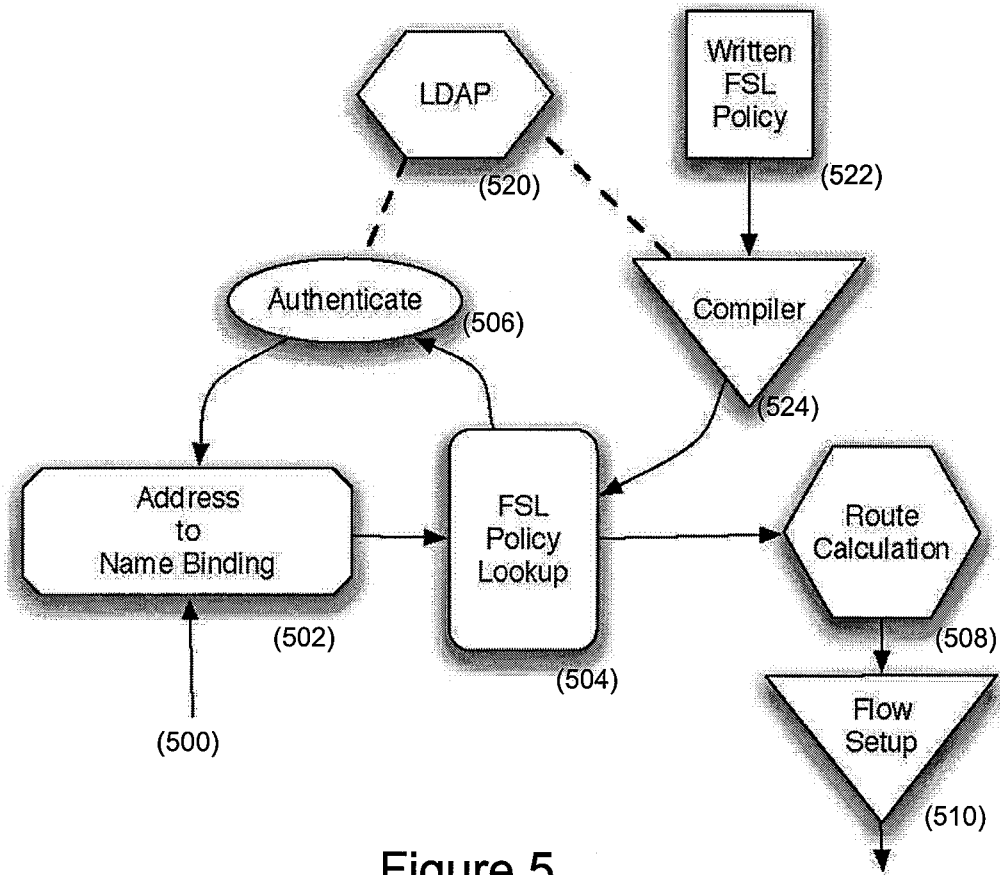 LDAP
(520)
Written
FSL
Policy
(522)
Authenticate
(506)
Compiler
(524)
Address
to
Name Binding
(502)
FSL
Policy
Lookup
(504)
Route
Calculation
(508)
(500)
Flow
Setup
(510)
Figure 5